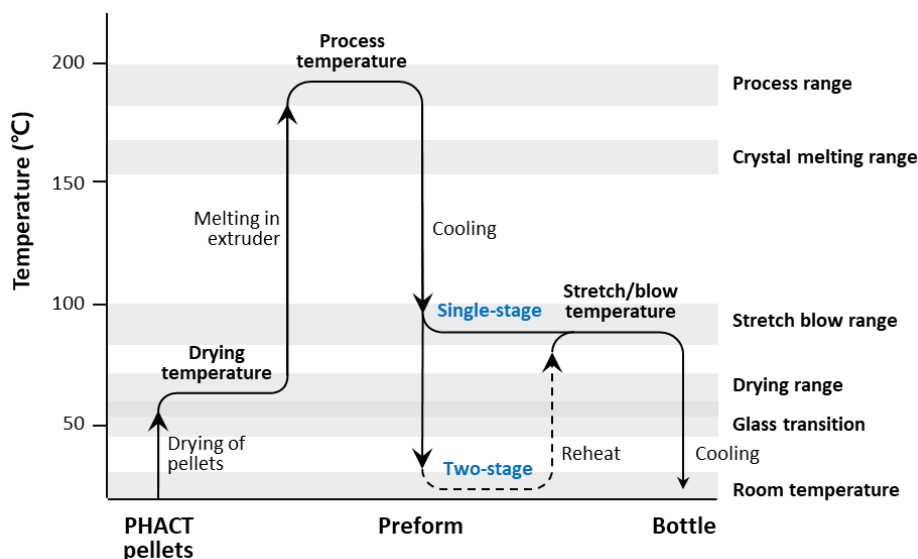 Temperature (℃)
200
150
100
50
Process
temperature
Process range
Crystal melting range
Melting in
extruder
Cooling
Single-stage
Stretch/blow
temperature
Stretch blow range
Drying
temperature
Drying range
Glass transition
Drying of
pellets
Two-stage
Reheat
Cooling
Room temperature
PHACT
pellets
Preform
Bottle